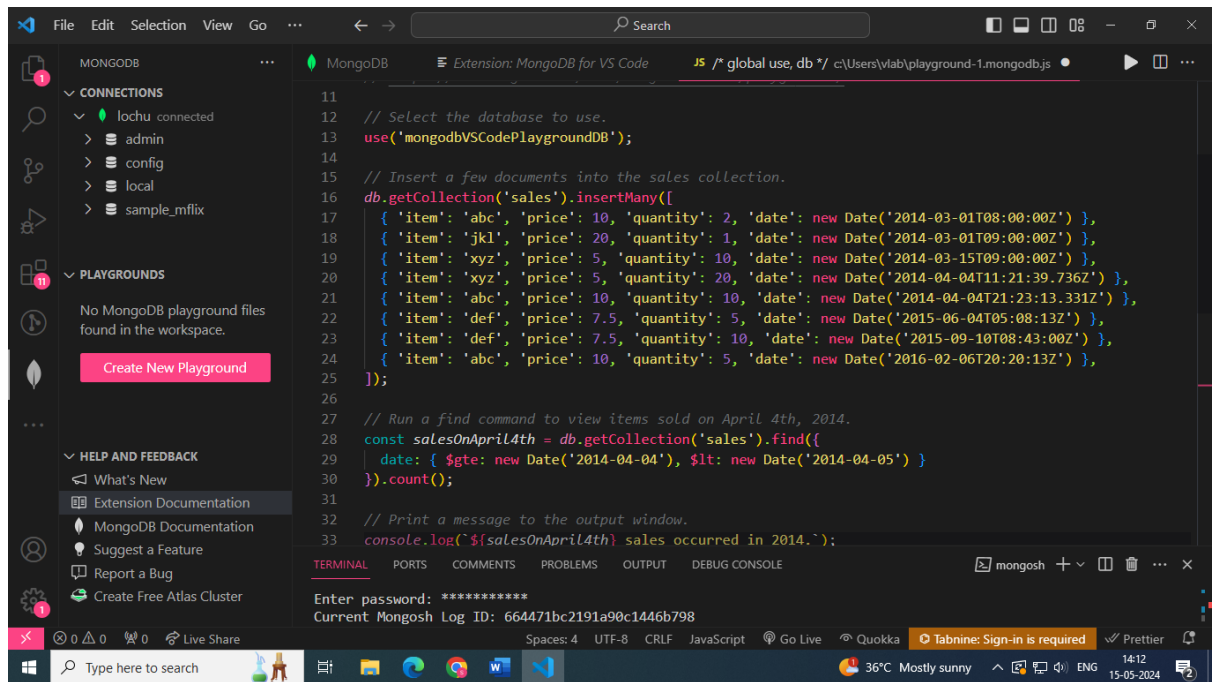 File Edit Selection View Go ··· Search
MONGODB ···
CONNECTIONS
lochu connected
admin
config
local
sample_mflix
PLAYGROUNDS
No MongoDB playground files
found in the workspace.
Create New Playground
HELP AND FEEDBACK
What's New
Extension Documentation
MongoDB Documentation
Suggest a Feature
Report a Bug
Create Free Atlas Cluster
1
11
1
MongoDB Extension: MongoDB for VS Code JS /* global use, db */ c:\Users\vlab\playground-1.mongodb.js ●
11
12 // Select the database to use.
13 use('mongodbVSCodePlaygroundDB');
14
15 // Insert a few documents into the sales collection.
16 db.getCollection('sales').insertMany([
17 { 'item': 'abc', 'price': 10, 'quantity': 2, 'date': new Date('2014-03-01T08:00:00Z') },
18 { 'item': 'jkl', 'price': 20, 'quantity': 1, 'date': new Date('2014-03-01T09:00:00Z') },
19 { 'item': 'xyz', 'price': 5, 'quantity': 10, 'date': new Date('2014-03-15T09:00:00Z') },
20 { 'item': 'xyz', 'price': 5, 'quantity': 20, 'date': new Date('2014-04-04T11:21:39.736Z') },
21 { 'item': 'abc', 'price': 10, 'quantity': 10, 'date': new Date('2014-04-04T21:23:13.331Z') },
22 { 'item': 'def', 'price': 7.5, 'quantity': 5, 'date': new Date('2015-06-04T05:08:13Z') },
23 { 'item': 'def', 'price': 7.5, 'quantity': 10, 'date': new Date('2015-09-10T08:43:00Z') },
24 { 'item': 'abc', 'price': 10, 'quantity': 5, 'date': new Date('2016-02-06T20:20:13Z') },
25 ]);
26
27 // Run a find command to view items sold on April 4th, 2014.
28 const salesOnApril4th = db.getCollection('sales').find({
29 date: { $gte: new Date('2014-04-04'), $lt: new Date('2014-04-05') }
30 }).count();
31
32 // Print a message to the output window.
33 console.log(`${salesOnApril4th} sales occurred in 2014.`);
TERMINAL PORTS COMMENTS PROBLEMS OUTPUT DEBUG CONSOLE mongosh
Enter password: ***********
Current Mongosh Log ID: 664471bc2191a90c1446b798
0 0 0 Live Share Spaces: 4 UTF-8 CRLF JavaScript Go Live Quokka Tabnine: Sign-in is required Prettier
Type here to search 36°C Mostly sunny ENG 14:12
15-05-2024 2